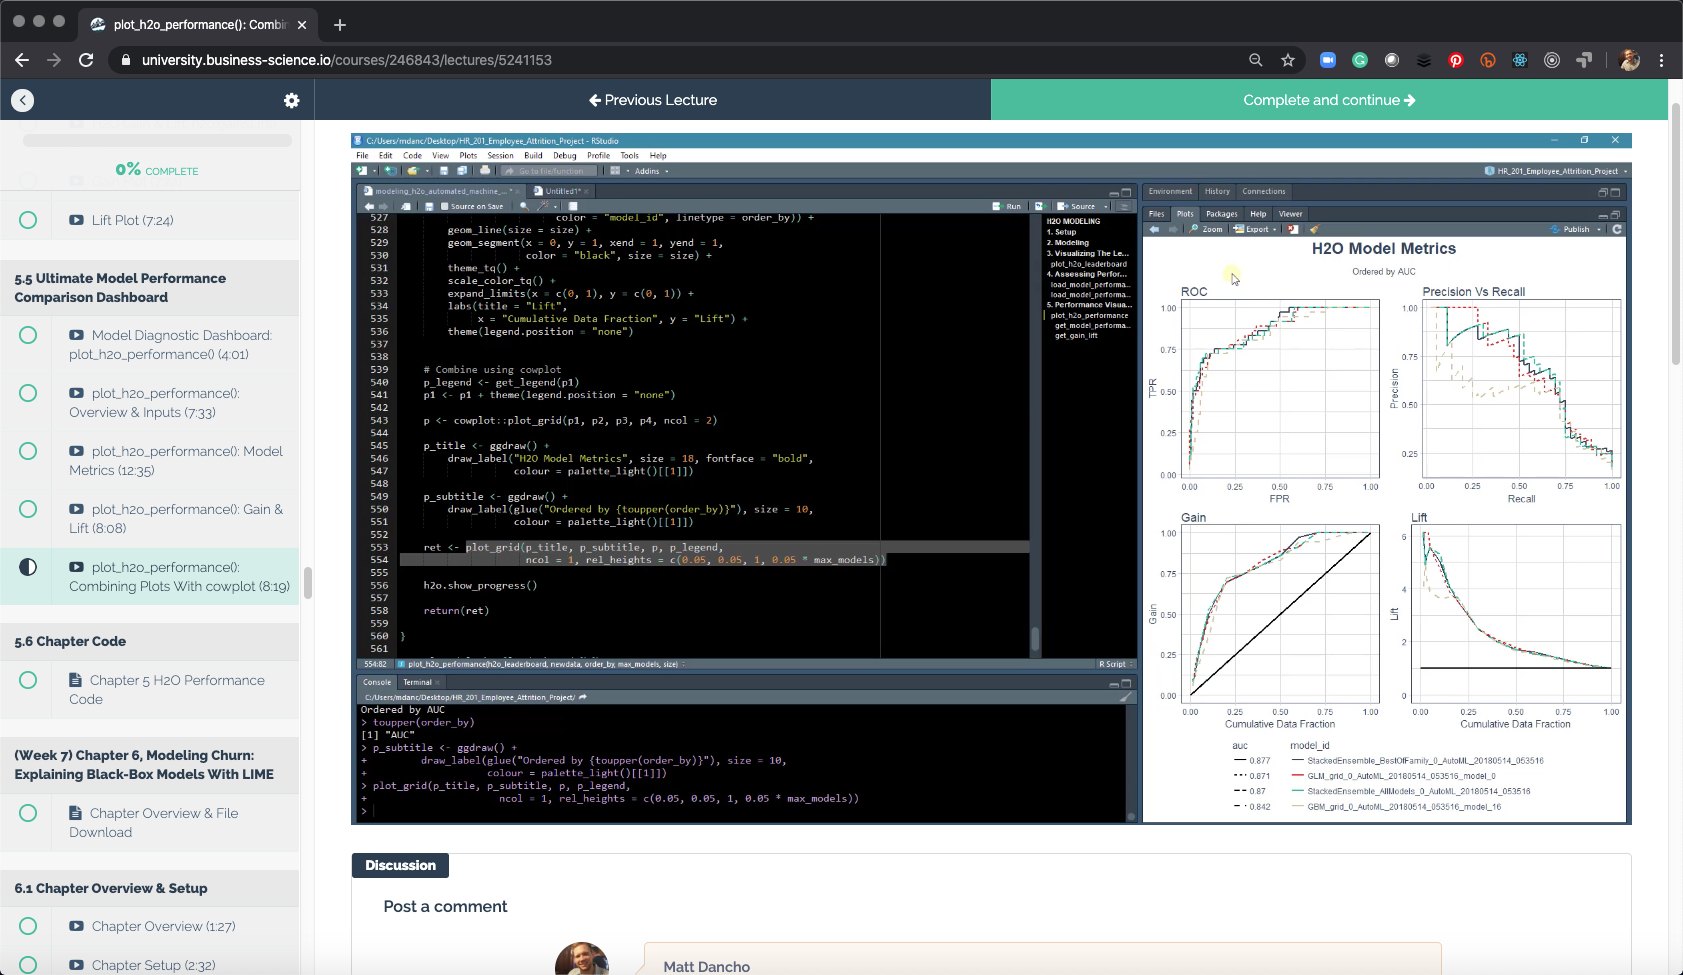 plot_h2o_performance(): Combin
university.business-science.io/courses/246843/lectures/5241153
Previous Lecture
Complete and continue
0% COMPLETE
Lift Plot (7:24)
5.5 Ultimate Model Performance
Comparison Dashboard
Model Diagnostic Dashboard:
plot_h2o_performance() (4:01)
plot_h2o_performance():
Overview & Inputs (7:33)
plot_h2o_performance(): Model
Metrics (12:35)
plot_h2o_performance(): Gain &
Lift (8:08)
plot_h2o_performance():
Combining Plots With cowplot (8:19)
5.6 Chapter Code
Chapter 5 H2O Performance
Code
(Week 7) Chapter 6, Modeling Churn:
Explaining Black-Box Models With LIME
Chapter Overview & File
Download
6.1 Chapter Overview & Setup
Chapter Overview (1:27)
Chapter Setup (2:32)
C:/Users/mdanc/Desktop/HR_201_Employee_Attrition_Project - RStudio
File Edit Code View Plots Session Build Debug Profile Tools Help
Go to file/function Addins
HR_201_Employee_Attrition_Project
modeling_h2o_automated_machine_...* Untitled1*
Source on Save Run Source
527 color = "model_id", linetype = order_by)) +
528 geom_line(size = size) +
529 geom_segment(x = 0, y = 1, xend = 1, yend = 1,
530 color = "black", size = size) +
531 theme_tq() +
532 scale_color_tq() +
533 expand_limits(x = c(0, 1), y = c(0, 1)) +
534 labs(title = "Lift",
535 x = "Cumulative Data Fraction", y = "Lift") +
536 theme(legend.position = "none")
537
538
539 # Combine using cowplot
540 p_legend <- get_legend(p1)
541 p1 <- p1 + theme(legend.position = "none")
542
543 p <- cowplot::plot_grid(p1, p2, p3, p4, ncol = 2)
544
545 p_title <- ggdraw() +
546 draw_label("H2O Model Metrics", size = 18, fontface = "bold",
547 colour = palette_light()[[1]])
548
549 p_subtitle <- ggdraw() +
550 draw_label(glue("Ordered by {toupper(order_by)}"), size = 10,
551 colour = palette_light()[[1]])
552
553 ret <- plot_grid(p_title, p_subtitle, p, p_legend,
554 ncol = 1, rel_heights = c(0.05, 0.05, 1, 0.05 * max_models))
555
556 h2o.show_progress()
557
558 return(ret)
559
560 }
561
554:82 plot_h2o_performance(h2o_leaderboard, newdata, order_by, max_models, size) R Script
H2O MODELING
1. Setup
2. Modeling
3. Visualizing The Le...
plot_h2o_leaderboard
4. Assessing Perfor...
load_model_performa...
load_model_performa...
5. Performance Visua...
plot_h2o_performance
get_model_performa...
get_gain_lift
Console Terminal
C:/Users/mdanc/Desktop/HR_201_Employee_Attrition_Project/
Ordered by AUC
> toupper(order_by)
[1] "AUC"
> p_subtitle <- ggdraw() +
+ draw_label(glue("Ordered by {toupper(order_by)}"), size = 10,
+ colour = palette_light()[[1]])
> plot_grid(p_title, p_subtitle, p, p_legend,
+ ncol = 1, rel_heights = c(0.05, 0.05, 1, 0.05 * max_models))
>
Environment History Connections
Files Plots Packages Help Viewer
Zoom Export Publish
H2O Model Metrics
Ordered by AUC
ROC
1.00
0.75
0.50
0.25
0.00
TPR
0.00 0.25 0.50 0.75 1.00
FPR
Precision Vs Recall
1.00
0.75
0.50
0.25
Precision
0.00 0.25 0.50 0.75 1.00
Recall
Gain
1.00
0.75
0.50
0.25
0.00
Gain
0.00 0.25 0.50 0.75 1.00
Cumulative Data Fraction
Lift
6
4
2
0
Lift
0.00 0.25 0.50 0.75 1.00
Cumulative Data Fraction
auc model_id
0.877 StackedEnsemble_BestOfFamily_0_AutoML_20180514_053516
0.871 GLM_grid_0_AutoML_20180514_053516_model_0
0.87 StackedEnsemble_AllModels_0_AutoML_20180514_053516
0.842 GBM_grid_0_AutoML_20180514_053516_model_16
Discussion
Post a comment
Matt Dancho